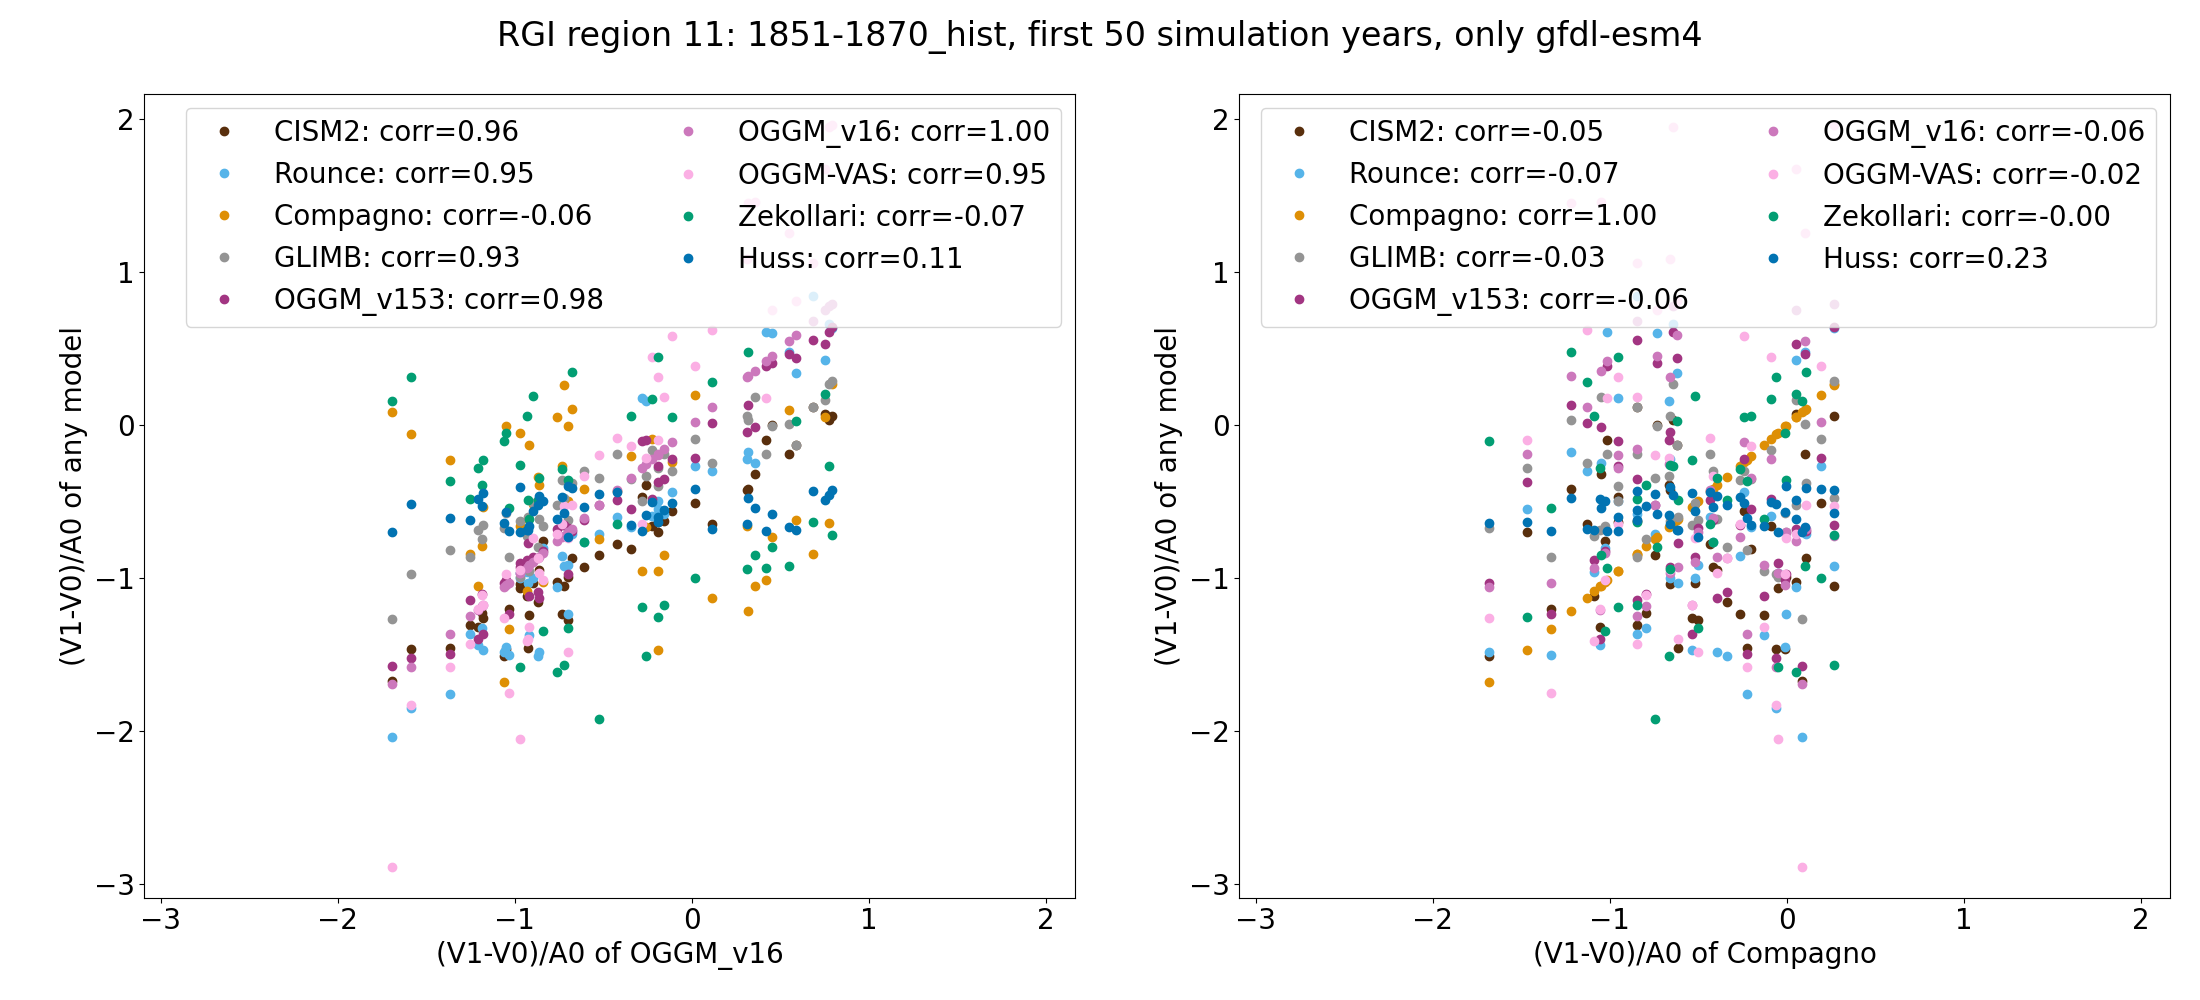 RGI region 11: 1851-1870_hist, first 50 simulation years, only gfdl-esm4
CISM2: corr=0.96
Rounce: corr=0.95
Compagno: corr=-0.06
GLIMB: corr=0.93
OGGM_v153: corr=0.98
OGGM_v16: corr=1.00
OGGM-VAS: corr=0.95
Zekollari: corr=-0.07
Huss: corr=0.11
2
1
0
−1
−2
−3
(V1-V0)/A0 of any model
−3 −2 −1 0 1 2
(V1-V0)/A0 of OGGM_v16
CISM2: corr=-0.05
Rounce: corr=-0.07
Compagno: corr=1.00
GLIMB: corr=-0.03
OGGM_v153: corr=-0.06
OGGM_v16: corr=-0.06
OGGM-VAS: corr=-0.02
Zekollari: corr=-0.00
Huss: corr=0.23
2
1
0
−1
−2
−3
(V1-V0)/A0 of any model
−3 −2 −1 0 1 2
(V1-V0)/A0 of Compagno